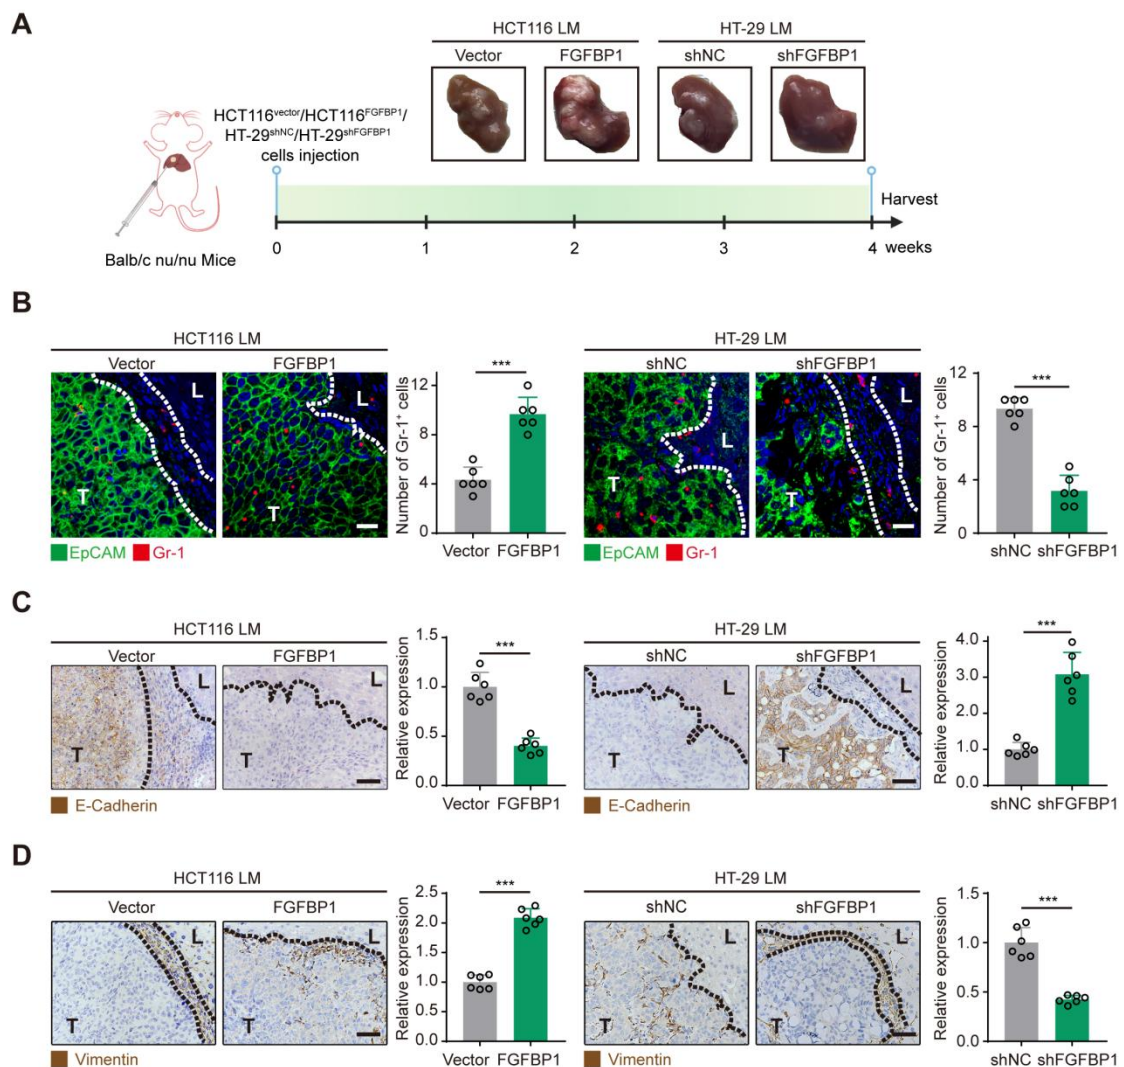 A
HCT116 LM
HT-29 LM
Vector
FGFBP1
shNC
shFGFBP1
HCT116vector/HCT116FGFBP1/
HT-29shNC/HT-29shFGFBP1
cells injection
Harvest
0
1
2
3
4
weeks
Balb/c nu/nu Mice
B
HCT116 LM
HT-29 LM
Vector
FGFBP1
shNC
shFGFBP1
L
T
L
T
L
T
L
T
Number of Gr-1+ cells
12
8
4
0
***
Vector
FGFBP1
Number of Gr-1+ cells
12
8
4
0
***
shNC
shFGFBP1
EpCAM
Gr-1
EpCAM
Gr-1
C
HCT116 LM
HT-29 LM
Vector
FGFBP1
shNC
shFGFBP1
L
T
L
T
L
T
L
T
Relative expression
1.5
1.0
0.5
0.0
***
Vector
FGFBP1
Relative expression
4.0
3.0
2.0
1.0
0.0
***
shNC
shFGFBP1
E-Cadherin
E-Cadherin
D
HCT116 LM
HT-29 LM
Vector
FGFBP1
shNC
shFGFBP1
L
T
L
T
L
T
L
T
Relative expression
2.5
2.0
1.5
1.0
0.5
0.0
***
Vector
FGFBP1
Relative expression
1.5
1.0
0.5
0.0
***
shNC
shFGFBP1
Vimentin
Vimentin